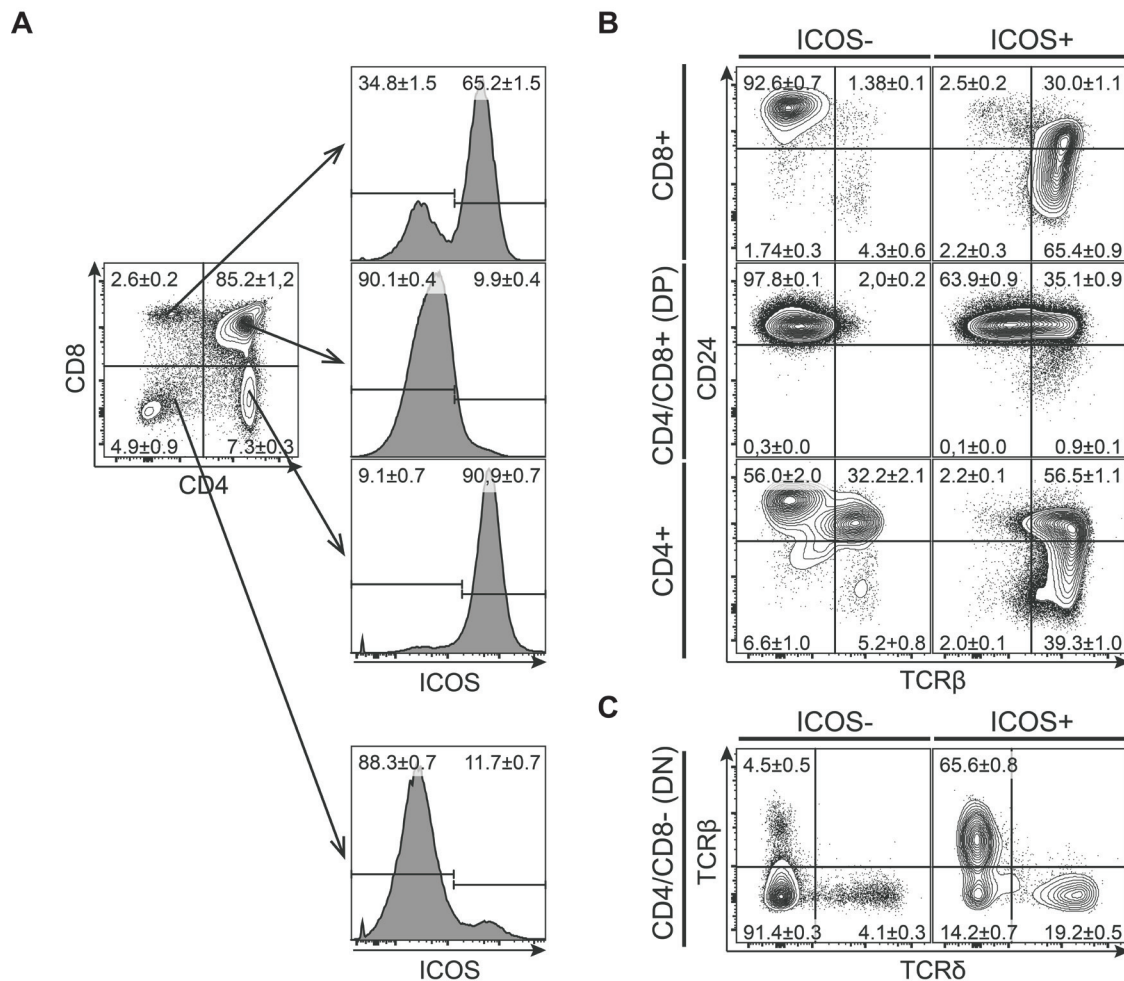 A
34.8±1.5 65.2±1.5
2.6±0.2 85.2±1,2
CD8
4.9±0.9 7.3±0.3
CD4
90.1±0.4 9.9±0.4
9.1±0.7 90,9±0.7
ICOS
88.3±0.7 11.7±0.7
ICOS
B
ICOS- ICOS+
CD8+
92.6±0.7 1.38±0.1 2.5±0.2 30.0±1.1
1.74±0.3 4.3±0.6 2.2±0.3 65.4±0.9
CD4/CD8+ (DP)
97.8±0.1 2,0±0.2 63.9±0.9 35.1±0.9
CD24
0,3±0.0 0,1±0.0 0.9±0.1
CD4+
56.0±2.0 32.2±2.1 2.2±0.1 56.5±1.1
6.6±1.0 5.2±0.8 2.0±0.1 39.3±1.0
TCRβ
C
ICOS- ICOS+
CD4/CD8- (DN)
4.5±0.5 65.6±0.8
TCRβ
91.4±0.3 4.1±0.3 14.2±0.7 19.2±0.5
TCRδ